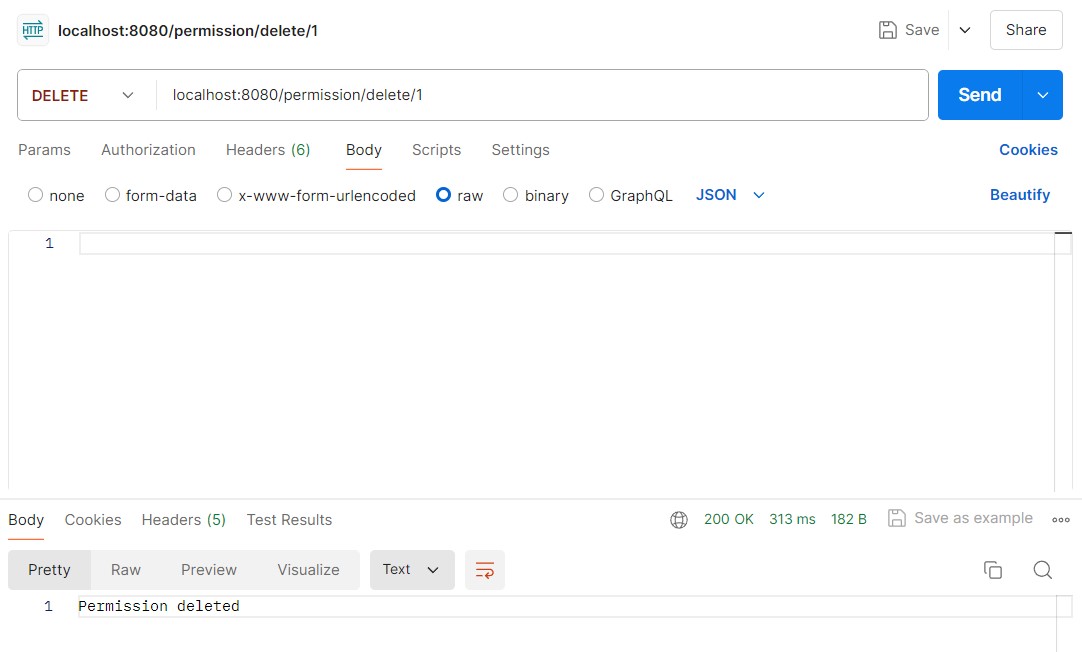 HTTP localhost:8080/permission/delete/1 Save Share
DELETE localhost:8080/permission/delete/1 Send
Params Authorization Headers (6) Body Scripts Settings Cookies
none form-data x-www-form-urlencoded raw binary GraphQL JSON Beautify
1
Body Cookies Headers (5) Test Results 200 OK 313 ms 182 B Save as example
Pretty Raw Preview Visualize Text
1 Permission deleted